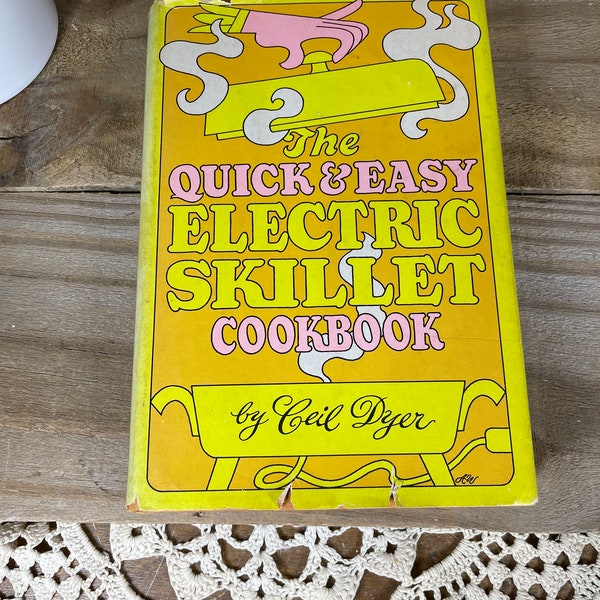 The
QUICK & EASY
ELECTRIC
SKILLET
COOKBOOK
by Ceil Dyer